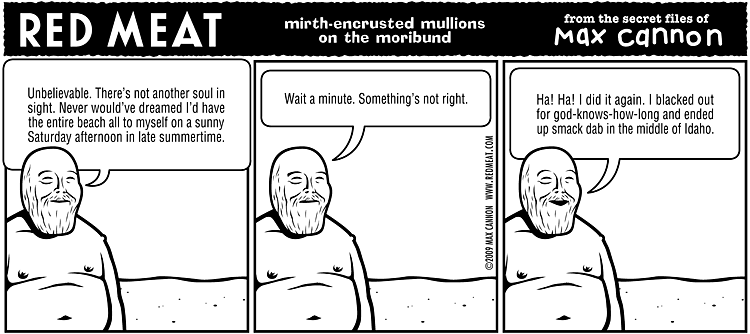 RED MEAT
mirth-encrusted mullions
on the moribund
from the secret files of
Max cannon
Unbelievable. There's not another soul in
sight. Never would've dreamed I'd have
the entire beach all to myself on a sunny
Saturday afternoon in late summertime.
Wait a minute. Something's not right.
©2009 MAX CANNON WWW.REDMEAT.COM
Ha! Ha! I did it again. I blacked out
for god-knows-how-long and ended
up smack dab in the middle of Idaho.